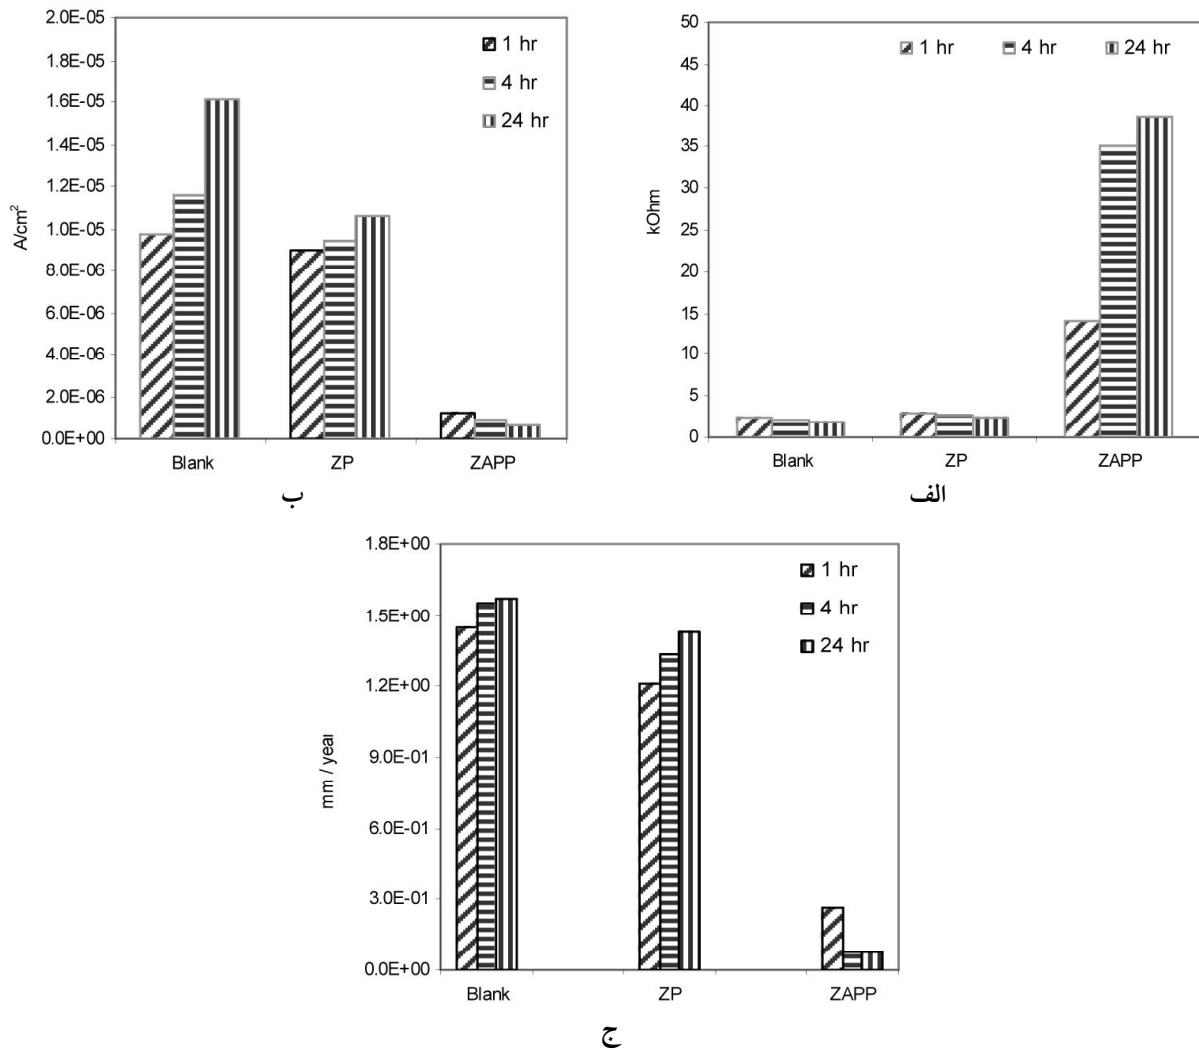 2.0E-05
1.8E-05
1.6E-05
1.4E-05
1.2E-05
1.0E-05
8.0E-06
6.0E-06
4.0E-06
2.0E-06
0.0E+00
A/cm²
1 hr
4 hr
24 hr
Blank ZP ZAPP
ب
50
45
40
35
30
25
20
15
10
5
0
kOhm
1 hr 4 hr 24 hr
Blank ZP ZAPP
الف
1.8E+00
1.5E+00
1.2E+00
9.0E-01
6.0E-01
3.0E-01
0.0E+00
mm / year
1 hr
4 hr
24 hr
Blank ZP ZAPP
ج